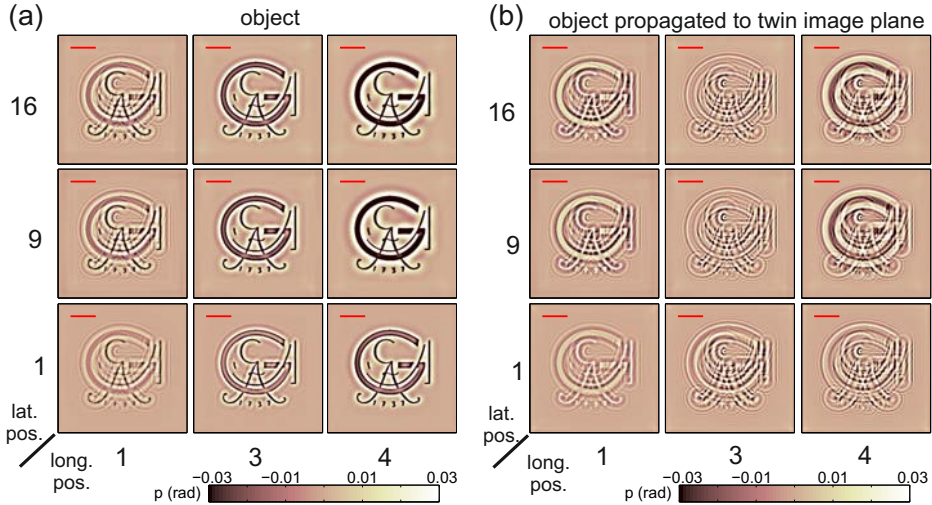 (a) object
16
9
1
lat. pos.
long. pos.
1 3 4
p (rad) −0.03 −0.01 0.01 0.03
(b) object propagated to twin image plane
16
9
1
lat. pos.
long. pos.
1 3 4
p (rad) −0.03 −0.01 0.01 0.03